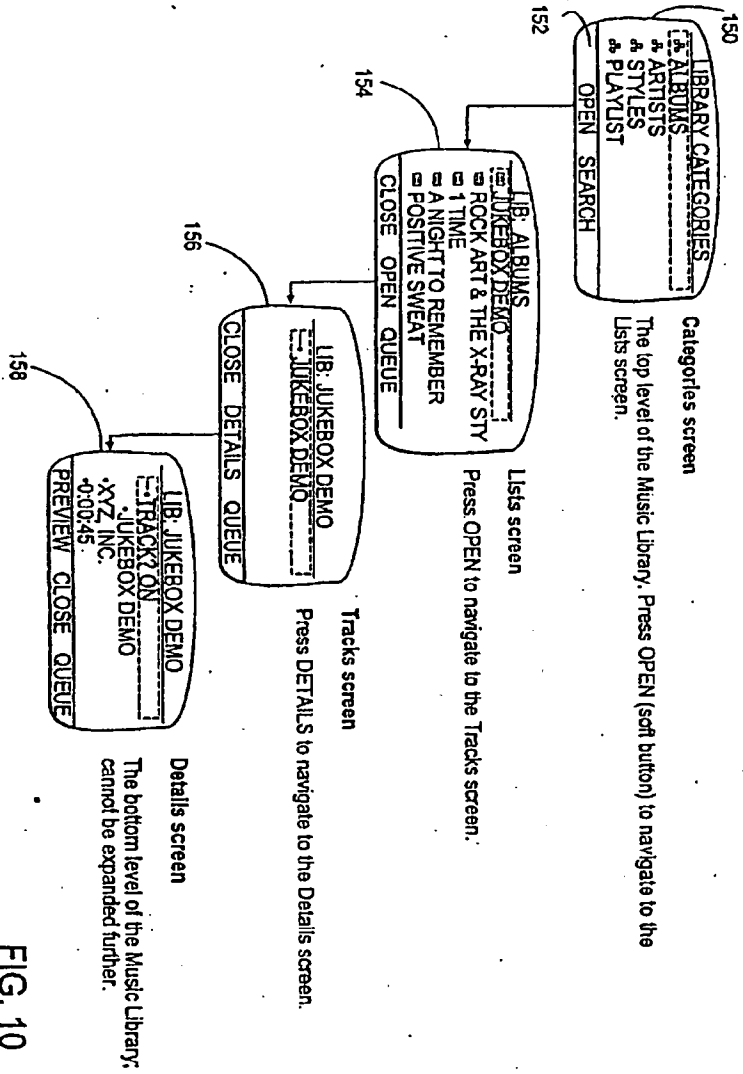 150
LIBRARY CATEGORIES
ALBUMS
ARTISTS
STYLES
PLAYLIST
152
OPEN SEARCH
Categories screen
The top level of the Music Library. Press OPEN (soft button) to navigate to the
Lists screen.
154
LIB: ALBUMS
JUKEBOX DEMO
ROCK ART & THE X-RAY STY
1 TIME
A NIGHT TO REMEMBER
POSITIVE SWEAT
CLOSE OPEN QUEUE
Lists screen
Press OPEN to navigate to the Tracks screen.
156
LIB: JUKEBOX DEMO
JUKEBOX DEMO
CLOSE DETAILS QUEUE
Tracks screen
Press DETAILS to navigate to the Details screen.
158
LIB: JUKEBOX DEMO
TRACK? ON
•JUKEBOX DEMO
•XYZ, INC.
•0:00:45
PREVIEW CLOSE QUEUE
Details screen
The bottom level of the Music Library;
cannot be expanded further.
FIG. 10